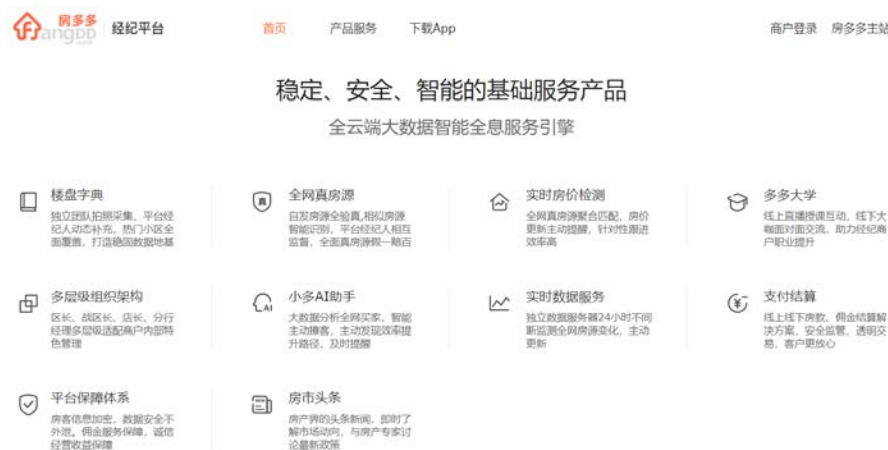 房多多
FangDD
.com
经纪平台
首页
产品服务
下载App
商户登录
房多多主站
稳定、安全、智能的基础服务产品
全云端大数据智能全息服务引擎
楼盘字典
独立团队拍照采集，平台经
纪人动态补充，热门小区全
面覆盖，打造稳固数据地基
全网真房源
自发房源全验真,相似房源
智能识别，平台经纪人相互
监督，全面真房源假一赔百
实时房价检测
全网真房源聚合匹配，房价
更新主动提醒，针对性跟进
效率高
多多大学
线上直播授课互动，线下大
咖面对面交流，助力经纪商
户职业提升
多层级组织架构
区长、战区长、店长、分行
经理多层级适配商户内部特
色管理
小多AI助手
大数据分析全网买家，智能
主动撞客，主动发现效率提
升路径，及时提醒
实时数据服务
独立数据服务器24小时不间
断监测全网房源变化，主动
更新
支付结算
线上线下房款、佣金结算解
决方案，安全监管、透明交
易，客户更放心
平台保障体系
房客信息加密，数据安全不
外泄。佣金服务保障，诚信
经营收益保障
房市头条
房产界的头条新闻，即时了
解市场动向，与房产专家讨
论最新政策